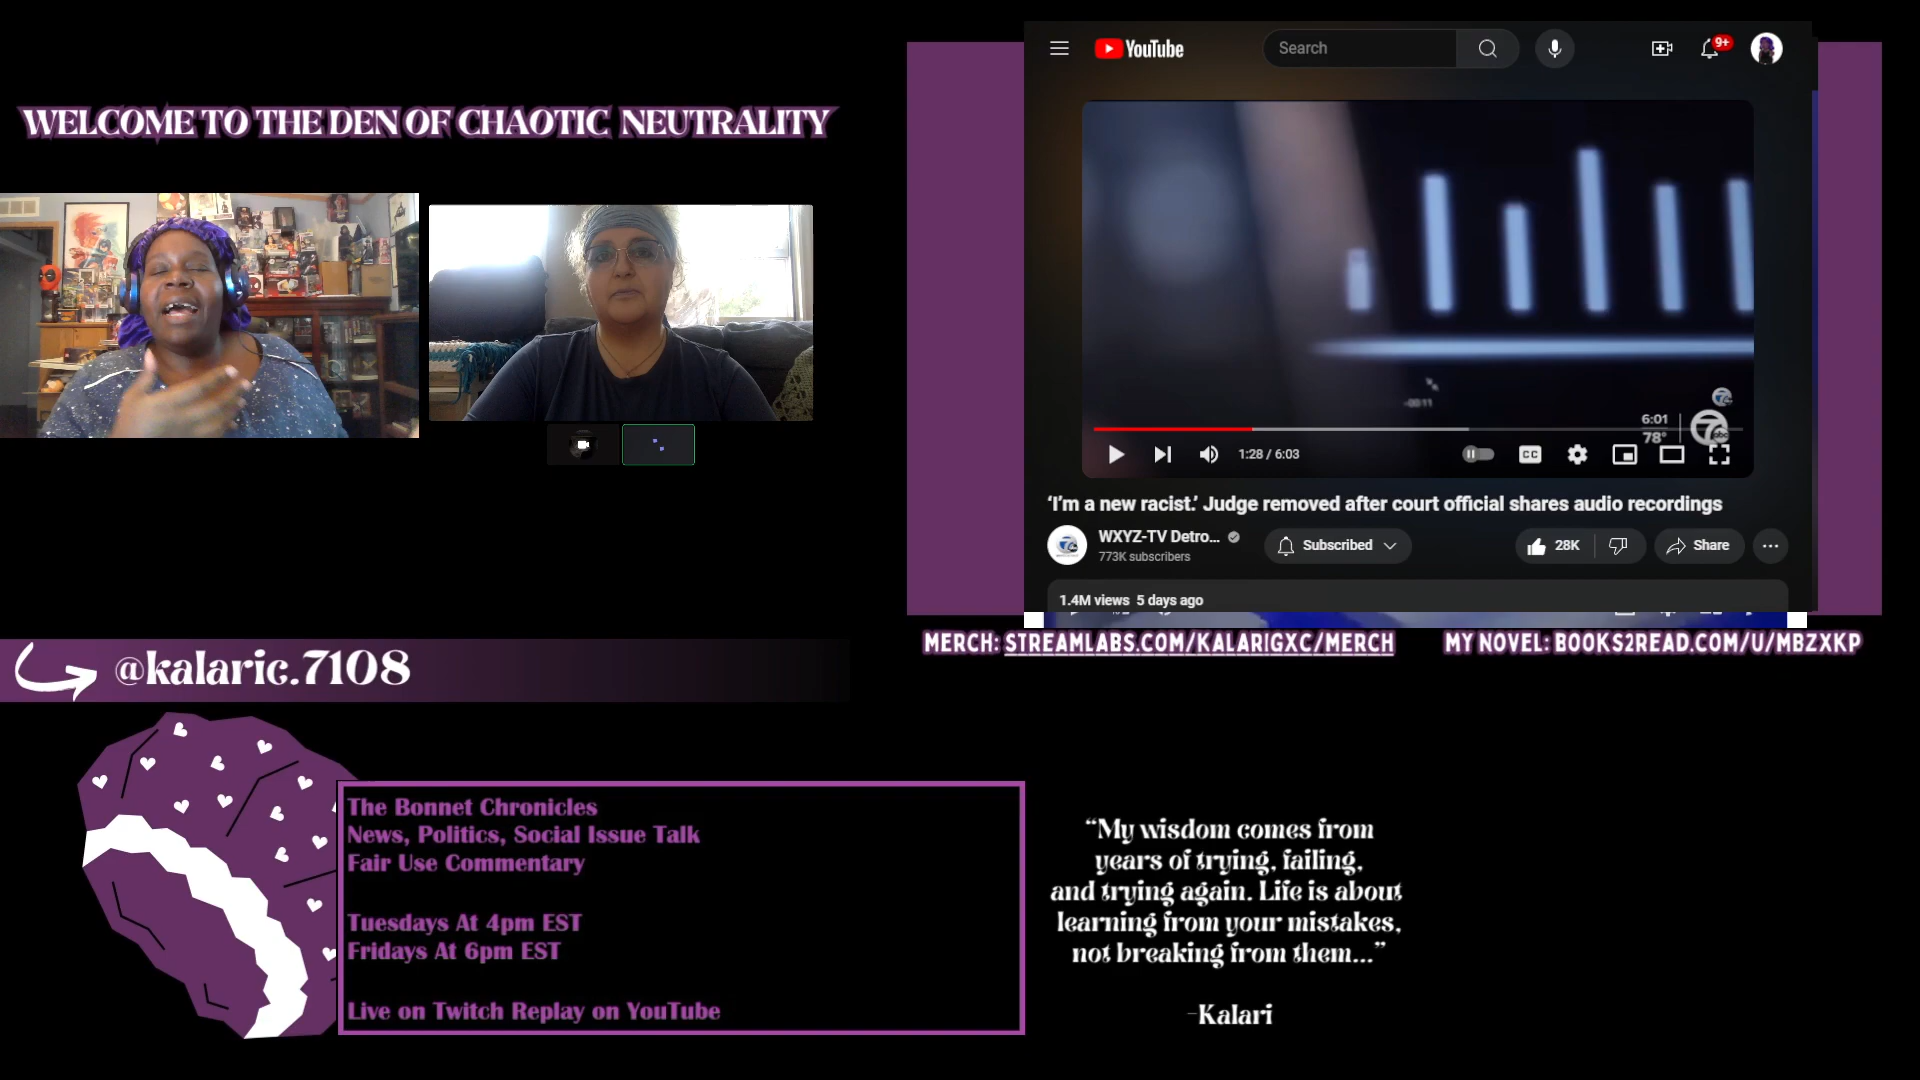 WELCOME TO THE DEN OF CHAOTIC NEUTRALITY
YouTube
Search
9+
6:01
78°
-00:11
1:28 / 6:03
CC
‘I'm a new racist.’ Judge removed after court official shares audio recordings
WXYZ-TV Detro...
773K subscribers
Subscribed
28K
Share
1.4M views 5 days ago
MERCH: STREAMLABS.COM/KALARIGXC/MERCH
MY NOVEL: BOOKS2READ.COM/U/MBZXKP
@kalaric.7108
The Bonnet Chronicles
News, Politics, Social Issue Talk
Fair Use Commentary
Tuesdays At 4pm EST
Fridays At 6pm EST
Live on Twitch Replay on YouTube
“My wisdom comes from
years of trying, failing,
and trying again. Life is about
learning from your mistakes,
not breaking from them...”
-Kalari